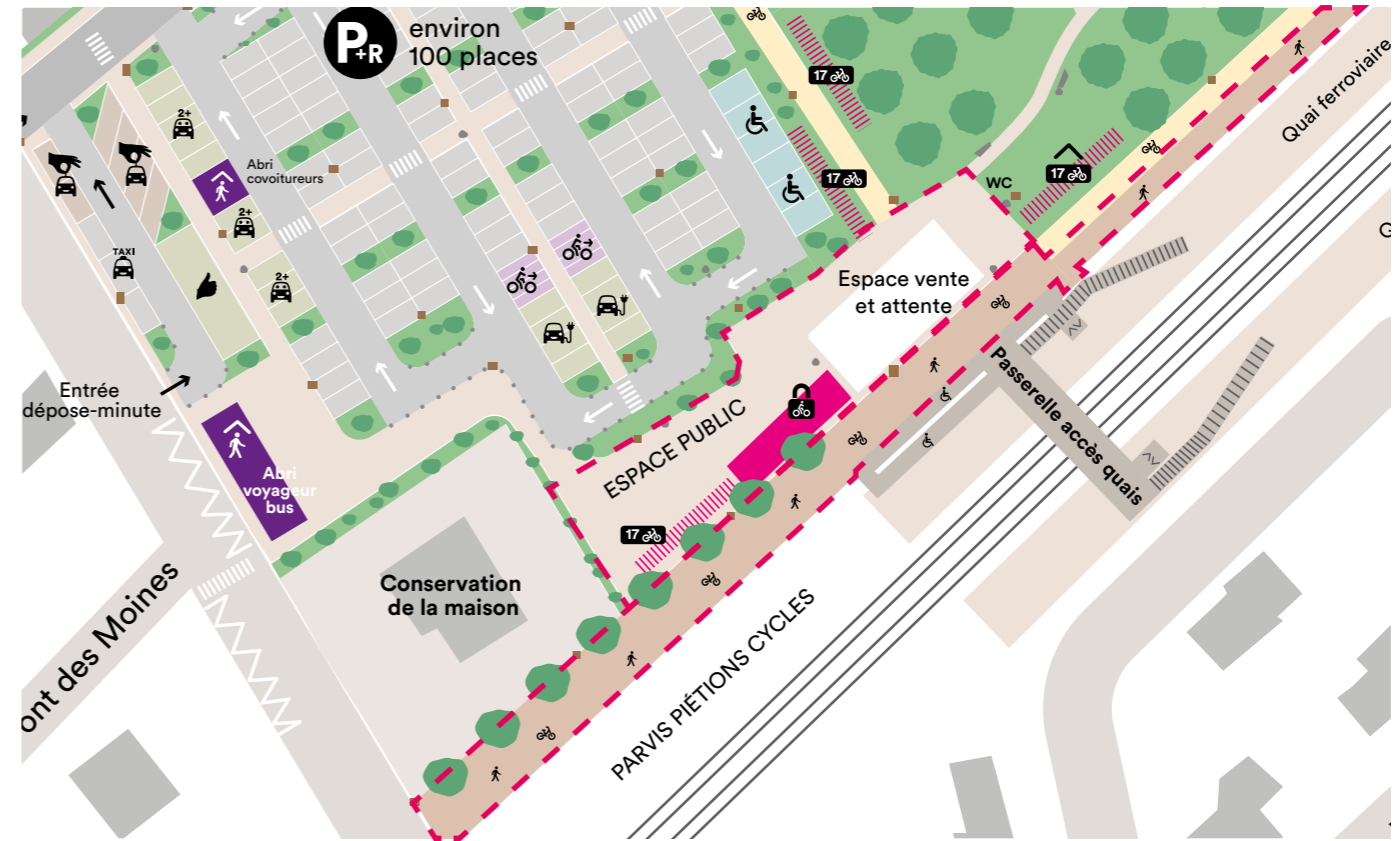 P+R
environ
100 places
17
Quai ferroviaire
2+
17
17
Abri
covoitureurs
WC
2+
TAXI
2+
Espace vente
et attente
Entrée
dépose-minute
Passerelle accès quais
ESPACE PUBLIC
Abri
voyageur
bus
17
Conservation
de la maison
ont des Moines
PARVIS PIÉTIONS CYCLES